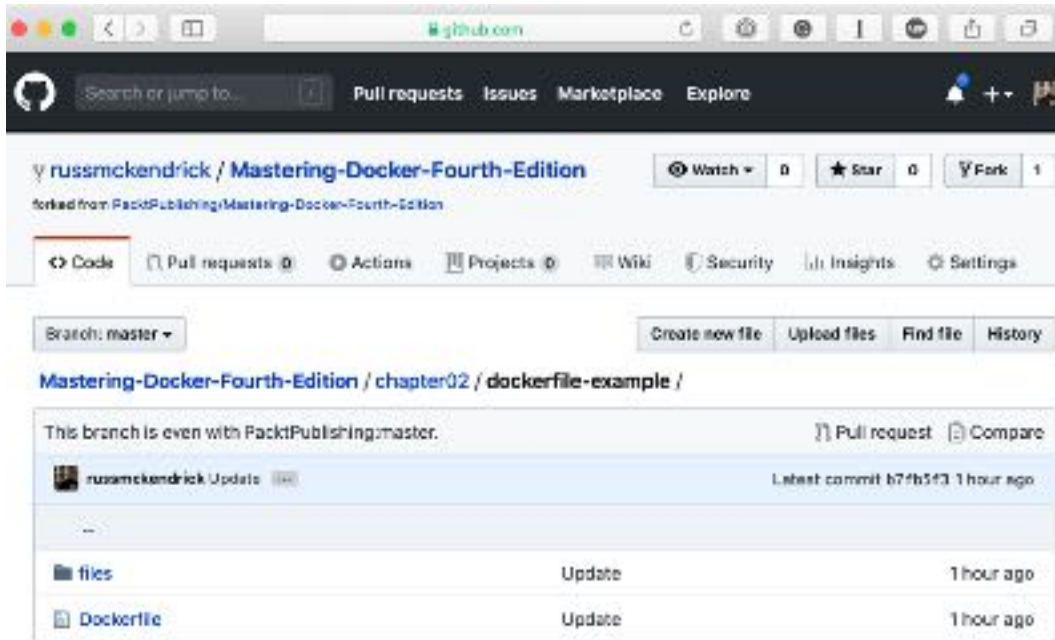 github.com
Search or jump to... /
Pull requests Issues Marketplace Explore
russmckendrick / Mastering-Docker-Fourth-Edition
Watch 0 Star 0 Fork 1
forked from PacktPublishing/Mastering-Docker-Fourth-Edition
<> Code Pull requests 0 Actions Projects 0 Wiki Security Insights Settings
Branch: master
Create new file Upload files Find file History
Mastering-Docker-Fourth-Edition / chapter02 / dockerfile-example /
This branch is even with PacktPublishing:master.
Pull request Compare
russmckendrick Update ...
Latest commit b7fb5f3 1 hour ago
..
files Update 1 hour ago
Dockerfile Update 1 hour ago